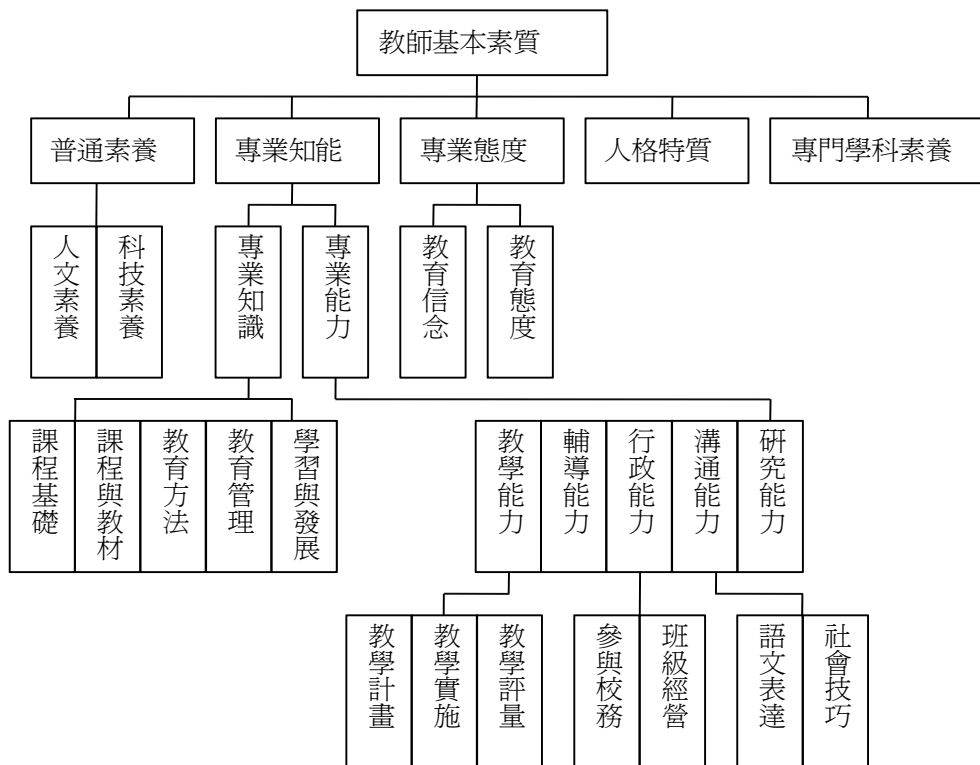 教師基本素質
普通素養
專業知能
專業態度
人格特質
專門學科素養
人文素養
科技素養
專業知識
專業能力
教育信念
教育態度
課程基礎
課程與教材
教育方法
教育管理
學習與發展
教學能力
輔導能力
行政能力
溝通能力
研究能力
教學計畫
教學實施
教學評量
參與校務
班級經營
語文表達
社會技巧